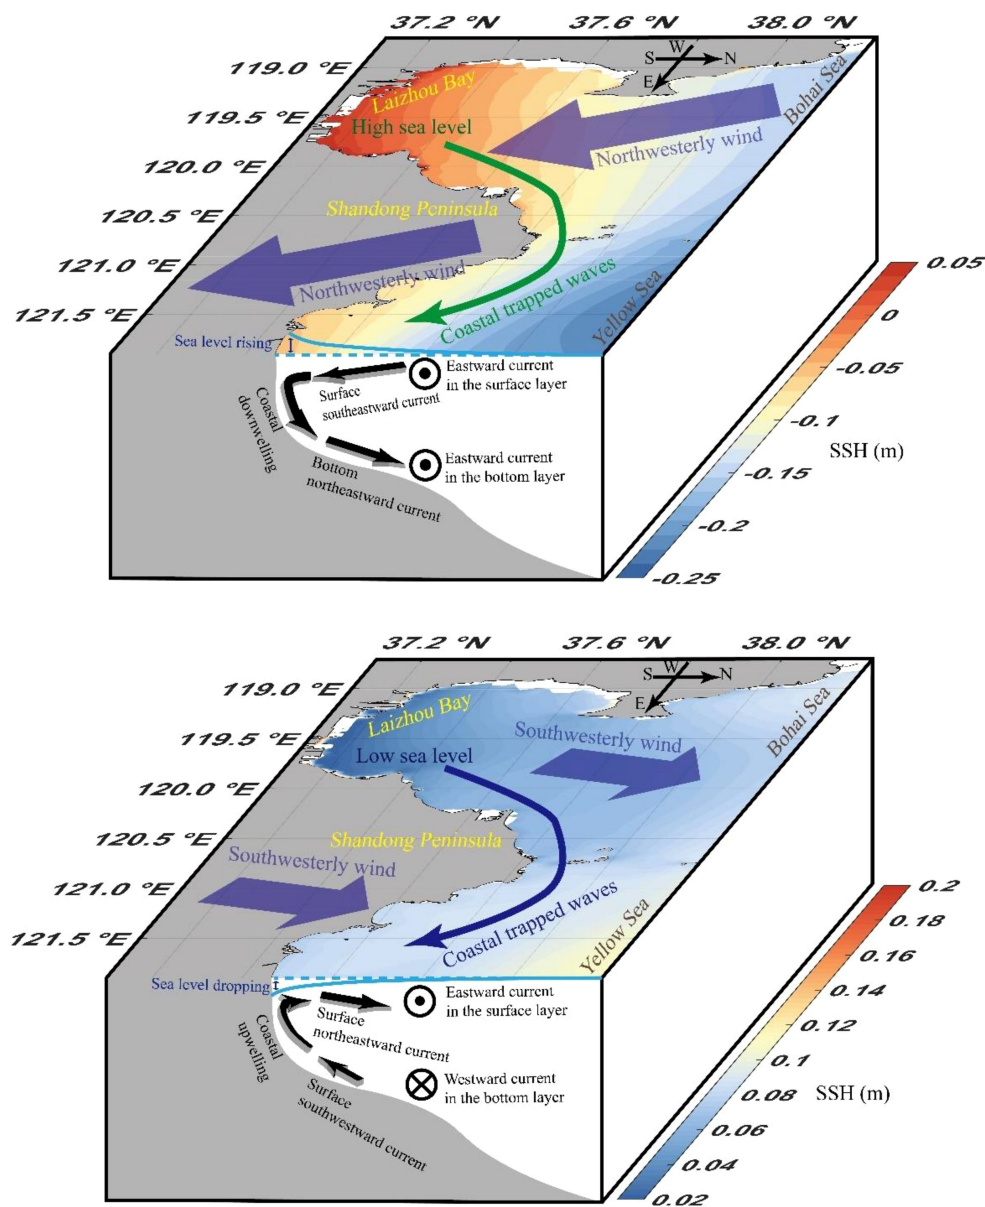 37.2 °N 37.6 °N 38.0 °N
119.0 °E
119.5 °E
120.0 °E
120.5 °E
121.0 °E
121.5 °E
W
S N
E
Laizhou Bay
High sea level
Bohai Sea
Northwesterly wind
Shandong Peninsula
Northwesterly wind
Coastal trapped waves
Yellow Sea
Sea level rising
Eastward current
in the surface layer
Surface
southeastward current
Coastal
downwelling
Eastward current
in the bottom layer
Bottom
northeastward current
0.05
0
-0.05
-0.1
-0.15
-0.2
-0.25
SSH (m)
37.2 °N 37.6 °N 38.0 °N
119.0 °E
119.5 °E
120.0 °E
120.5 °E
121.0 °E
121.5 °E
W
S N
E
Laizhou Bay
Low sea level
Bohai Sea
Southwesterly wind
Shandong Peninsula
Southwesterly wind
Coastal trapped waves
Yellow Sea
Sea level dropping
Eastward current
in the surface layer
Surface
northeastward current
Coastal
upwelling
Westward current
in the bottom layer
Surface
southwestward current
0.2
0.18
0.16
0.14
0.12
0.1
0.08
0.06
0.04
0.02
SSH (m)